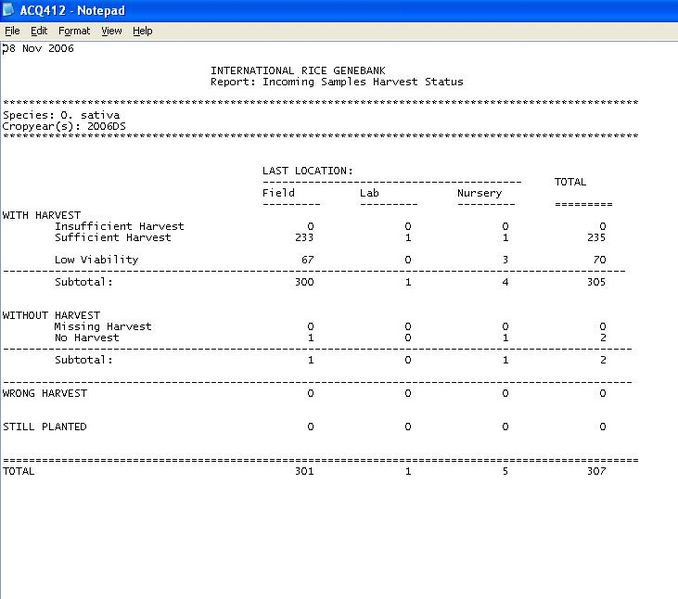 ACQ412 - Notepad
File Edit Format View Help
08 Nov 2006
INTERNATIONAL RICE GENEBANK
Report: Incoming Samples Harvest Status
***************************************************************************************************
Species: O. sativa
Cropyear(s): 2006DS
***************************************************************************************************
LAST LOCATION:
---------------------------------------- TOTAL
Field Lab Nursery
--------- --------- --------- =========
WITH HARVEST
Insufficient Harvest 0 0 0 0
Sufficient Harvest 233 1 1 235
Low Viability 67 0 3 70
------------------------------------------------------------------------------------------------
Subtotal: 300 1 4 305
WITHOUT HARVEST
Missing Harvest 0 0 0 0
No Harvest 1 0 1 2
-------------------------------------------------------------------------------------------------
Subtotal: 1 0 1 2
-------------------------------------------------------------------------------------------------
WRONG HARVEST 0 0 0 0
STILL PLANTED 0 0 0 0
==================================================================================================
TOTAL 301 1 5 307